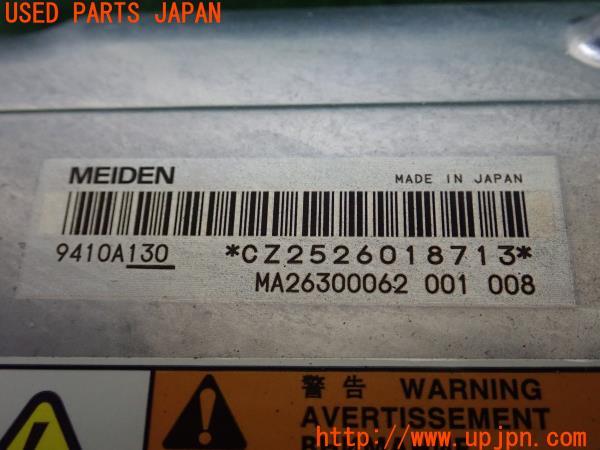 USED PARTS JAPAN
MEIDEN MADE IN JAPAN
9410A130 *CZ2526018713*
MA26300062 001 008
警告 WARNING
AVERTISSEMENT
http://www.upjpn.com/